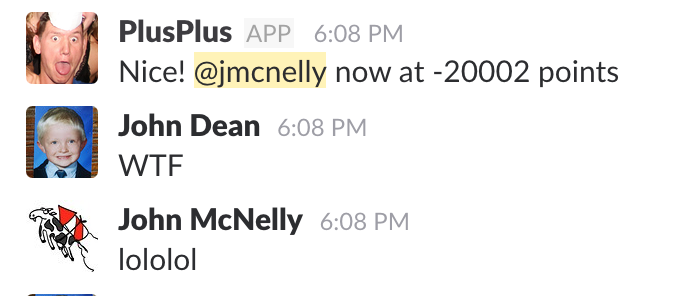 PlusPlus APP 6:08 PM
Nice! @jmcnelly now at -20002 points
John Dean 6:08 PM
WTF
John McNelly 6:08 PM
lololol